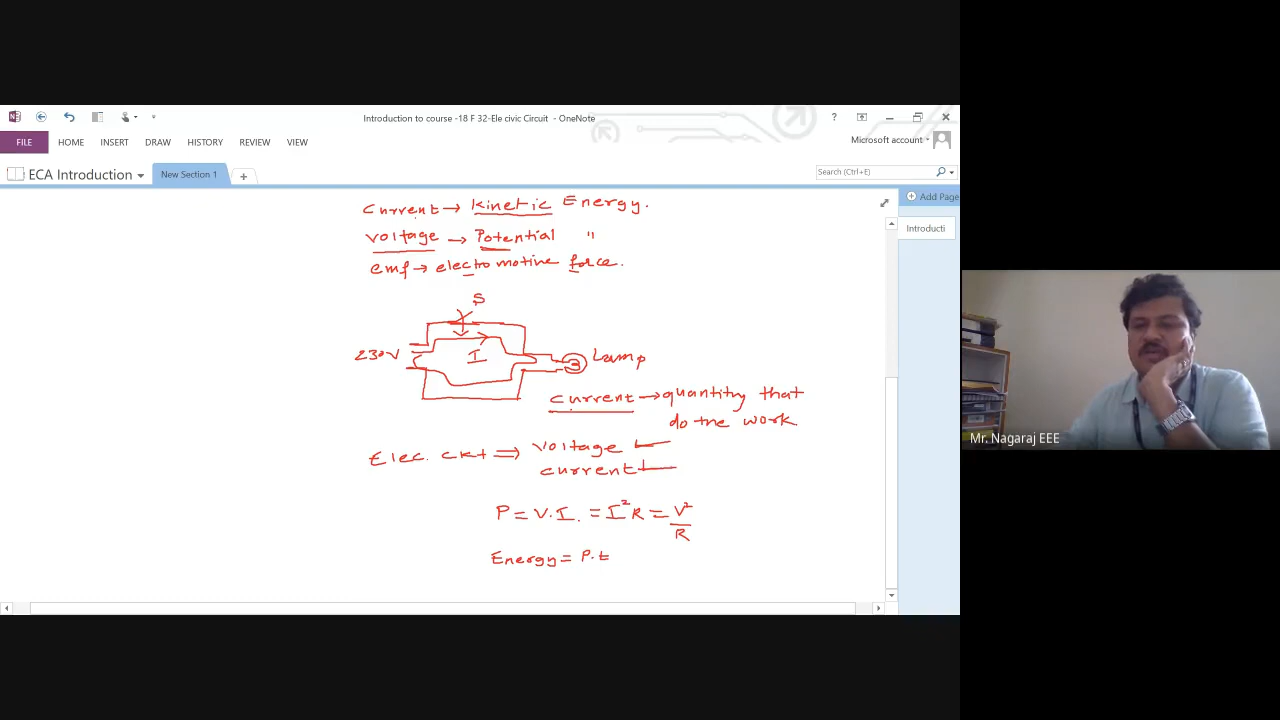 Introduction to course -18 F 32-Ele civic Circuit - OneNote
?
FILE HOME INSERT DRAW HISTORY REVIEW VIEW
Microsoft account
ECA Introduction
New Section 1
+
Search (Ctrl+E)
Add Page
Introducti
Current → Kinetic Energy.
Voltage → Potential "
emf → electromotive force.
S
230V
I
Lamp
current → quantity that
do the work
Elec. ckt ⇒ voltage
current
P = V.I. = I²R = V²/R
Energy = P.t
Mr. Nagaraj EEE